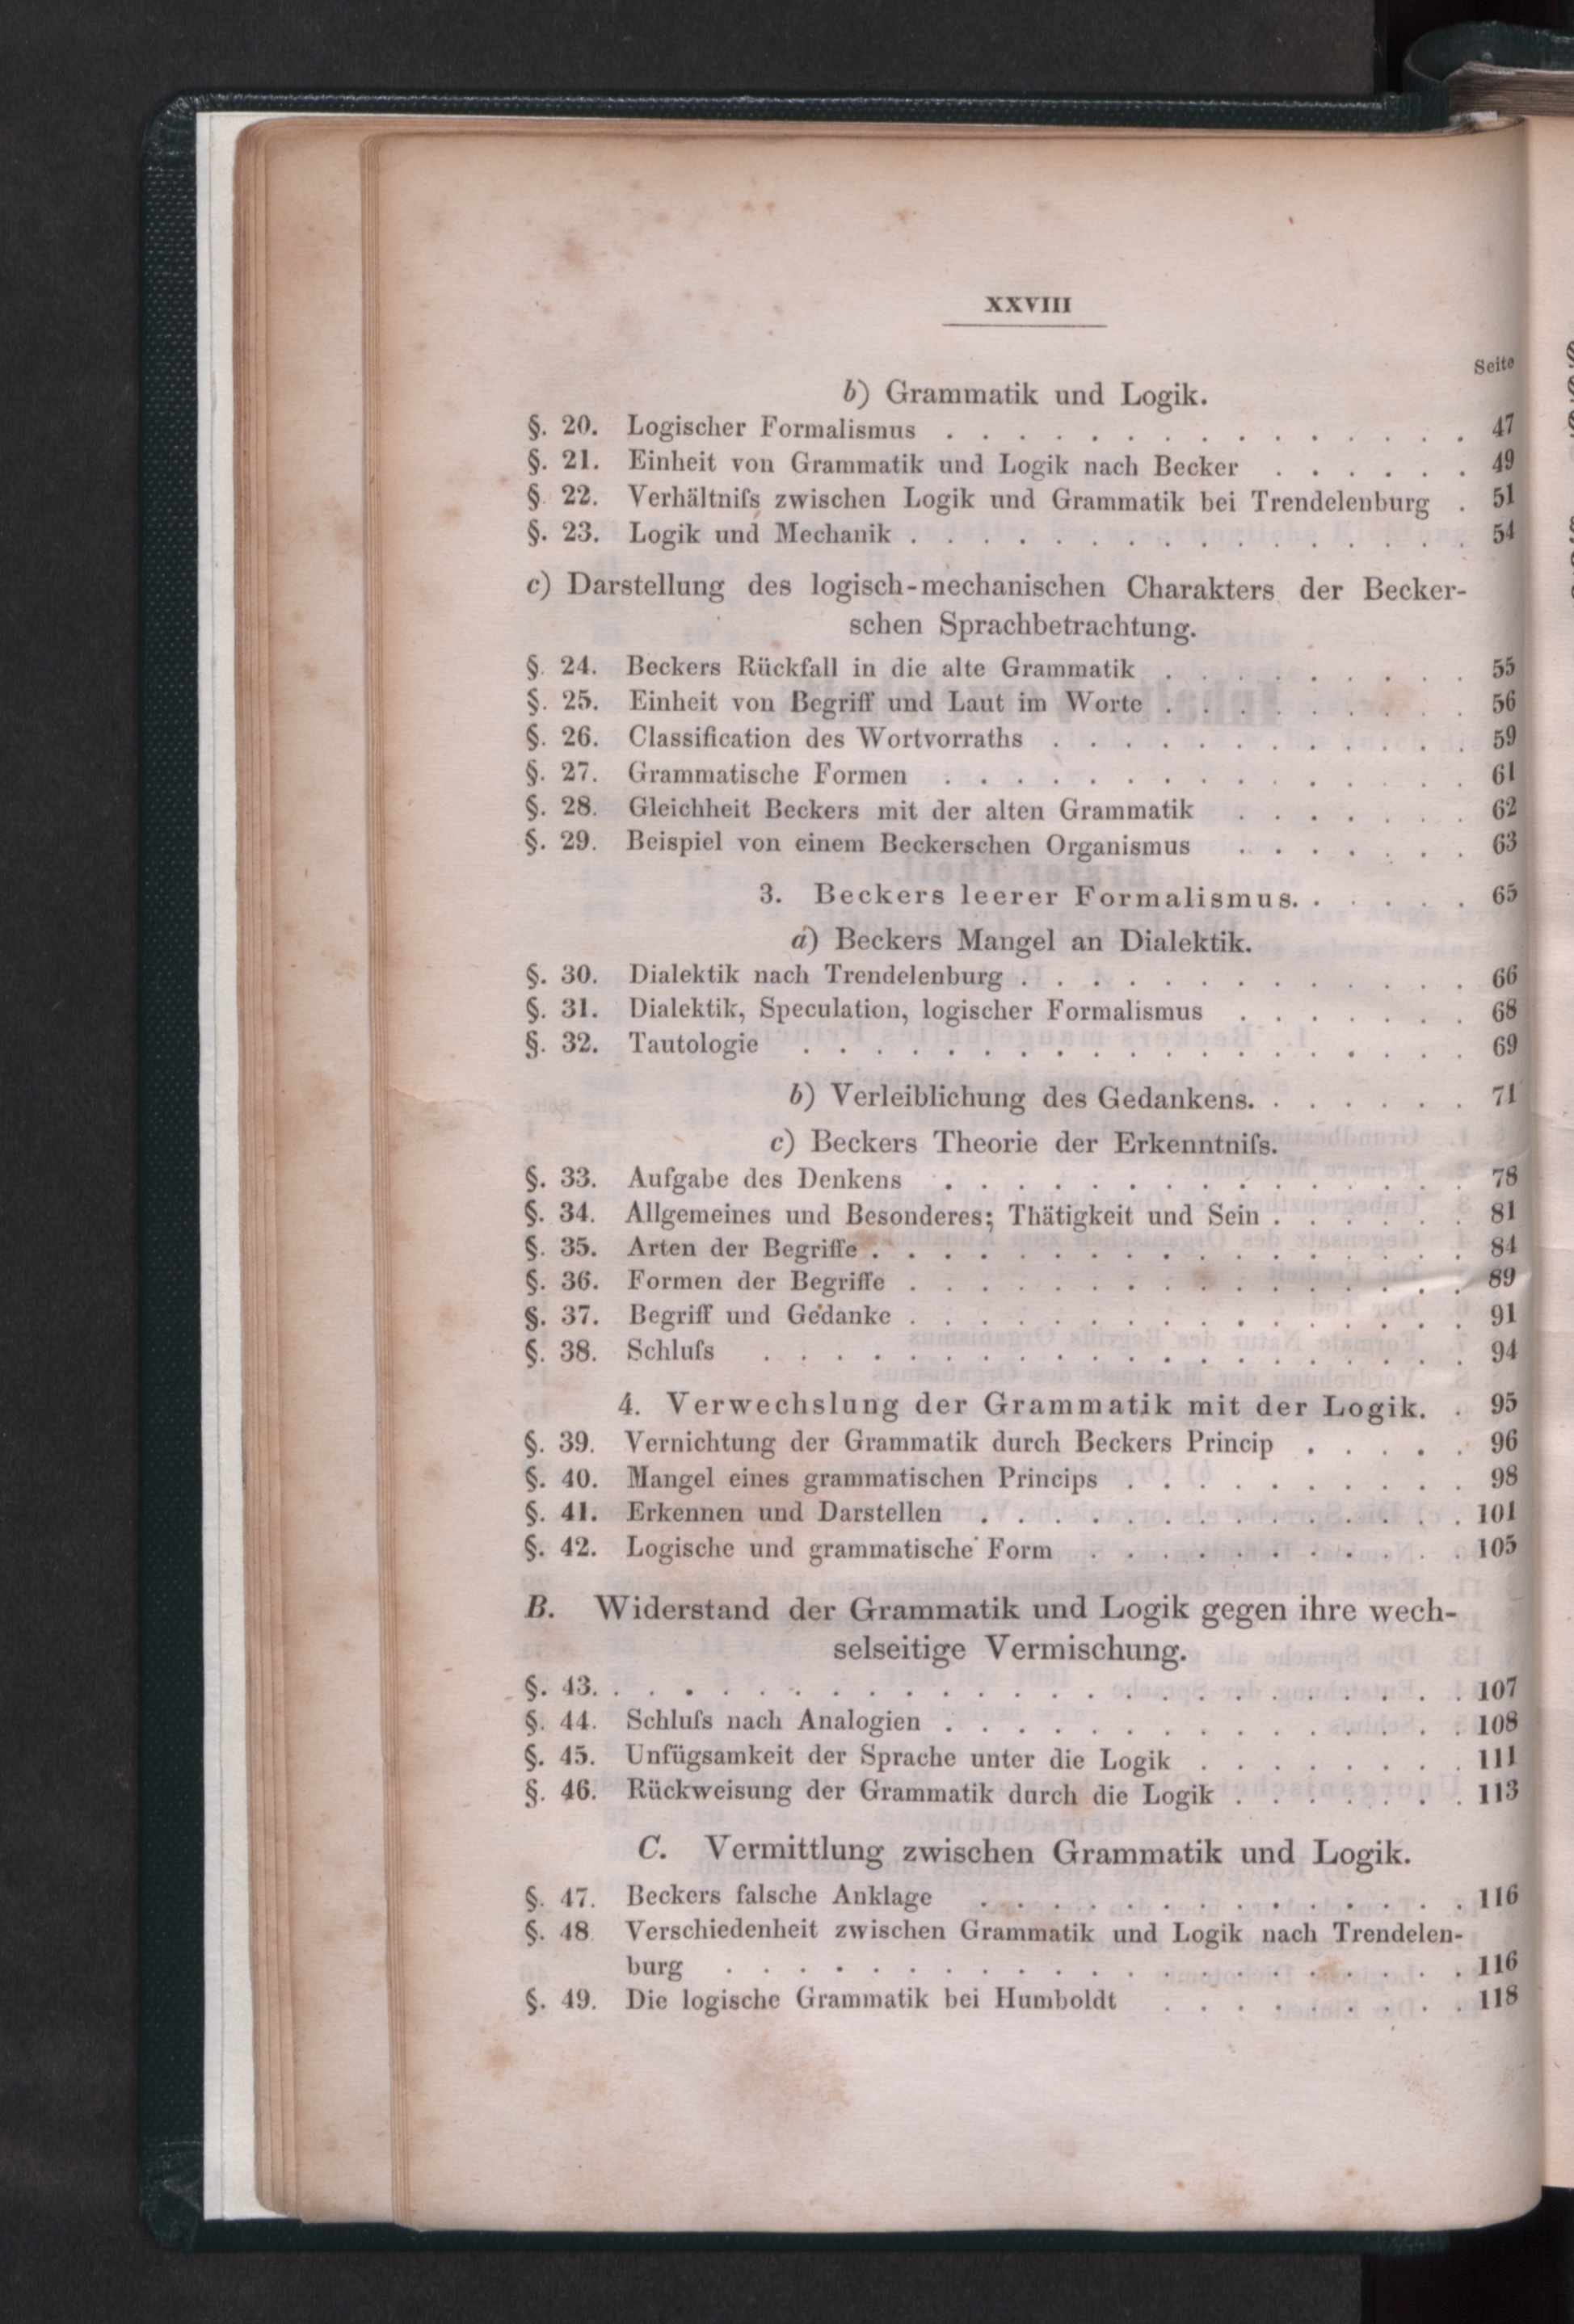 XXVIII
Seite
b) Grammatik und Logik.
§. 20. Logischer Formalismus . . . . . . . . . . . . . . . 47
§. 21. Einheit von Grammatik und Logik nach Becker . . . . . . 49
§. 22. Verhältniſs zwischen Logik und Grammatik bei Trendelenburg . 51
§. 23. Logik und Mechanik . . . . . . . . . . . . . . . . 54
c) Darstellung des logisch-mechanischen Charakters der Becker-
schen Sprachbetrachtung.
§. 24. Beckers Rückfall in die alte Grammatik . . . . . . . . . 55
§. 25. Einheit von Begriff und Laut im Worte . . . . . . . . . 56
§. 26. Classification des Wortvorraths . . . . . . . . . . . . 59
§. 27. Grammatische Formen . . . . . . . . . . . . . . . 61
§. 28. Gleichheit Beckers mit der alten Grammatik . . . . . . . 62
§. 29. Beispiel von einem Beckerschen Organismus . . . . . . . 63
3. Beckers leerer Formalismus. . . . . . 65
a) Beckers Mangel an Dialektik.
§. 30. Dialektik nach Trendelenburg . . . . . . . . . . . . . 66
§. 31. Dialektik, Speculation, logischer Formalismus . . . . . . . 68
§. 32. Tautologie . . . . . . . . . . . . . . . . . . . 69
b) Verleiblichung des Gedankens. . . . . . . 71
c) Beckers Theorie der Erkenntniſs.
§. 33. Aufgabe des Denkens . . . . . . . . . . . . . . . 78
§. 34. Allgemeines und Besonderes; Thätigkeit und Sein . . . . . . 81
§. 35. Arten der Begriffe . . . . . . . . . . . . . . . . . 84
§. 36. Formen der Begriffe . . . . . . . . . . . . . . . . 89
§. 37. Begriff und Gedanke . . . . . . . . . . . . . . . . 91
§. 38. Schluſs . . . . . . . . . . . . . . . . . . . . 94
4. Verwechslung der Grammatik mit der Logik. . 95
§. 39. Vernichtung der Grammatik durch Beckers Princip . . . . . 96
§. 40. Mangel eines grammatischen Princips . . . . . . . . . . 98
§. 41. Erkennen und Darstellen . . . . . . . . . . . . . . 101
§. 42. Logische und grammatische Form . . . . . . . . . . . 105
B. Widerstand der Grammatik und Logik gegen ihre wech-
selseitige Vermischung.
§. 43. . . . . . . . . . . . . . . . . . . . . . . . . 107
§. 44. Schluſs nach Analogien . . . . . . . . . . . . . . . 108
§. 45. Unfügsamkeit der Sprache unter die Logik . . . . . . . . 111
§. 46. Rückweisung der Grammatik durch die Logik . . . . . . . 113
C. Vermittlung zwischen Grammatik und Logik.
§. 47. Beckers falsche Anklage . . . . . . . . . . . . . . 116
§. 48. Verschiedenheit zwischen Grammatik und Logik nach Trendelen-
burg . . . . . . . . . . . . . . . . . . . . . 116
§. 49. Die logische Grammatik bei Humboldt . . . . . . . . . 118